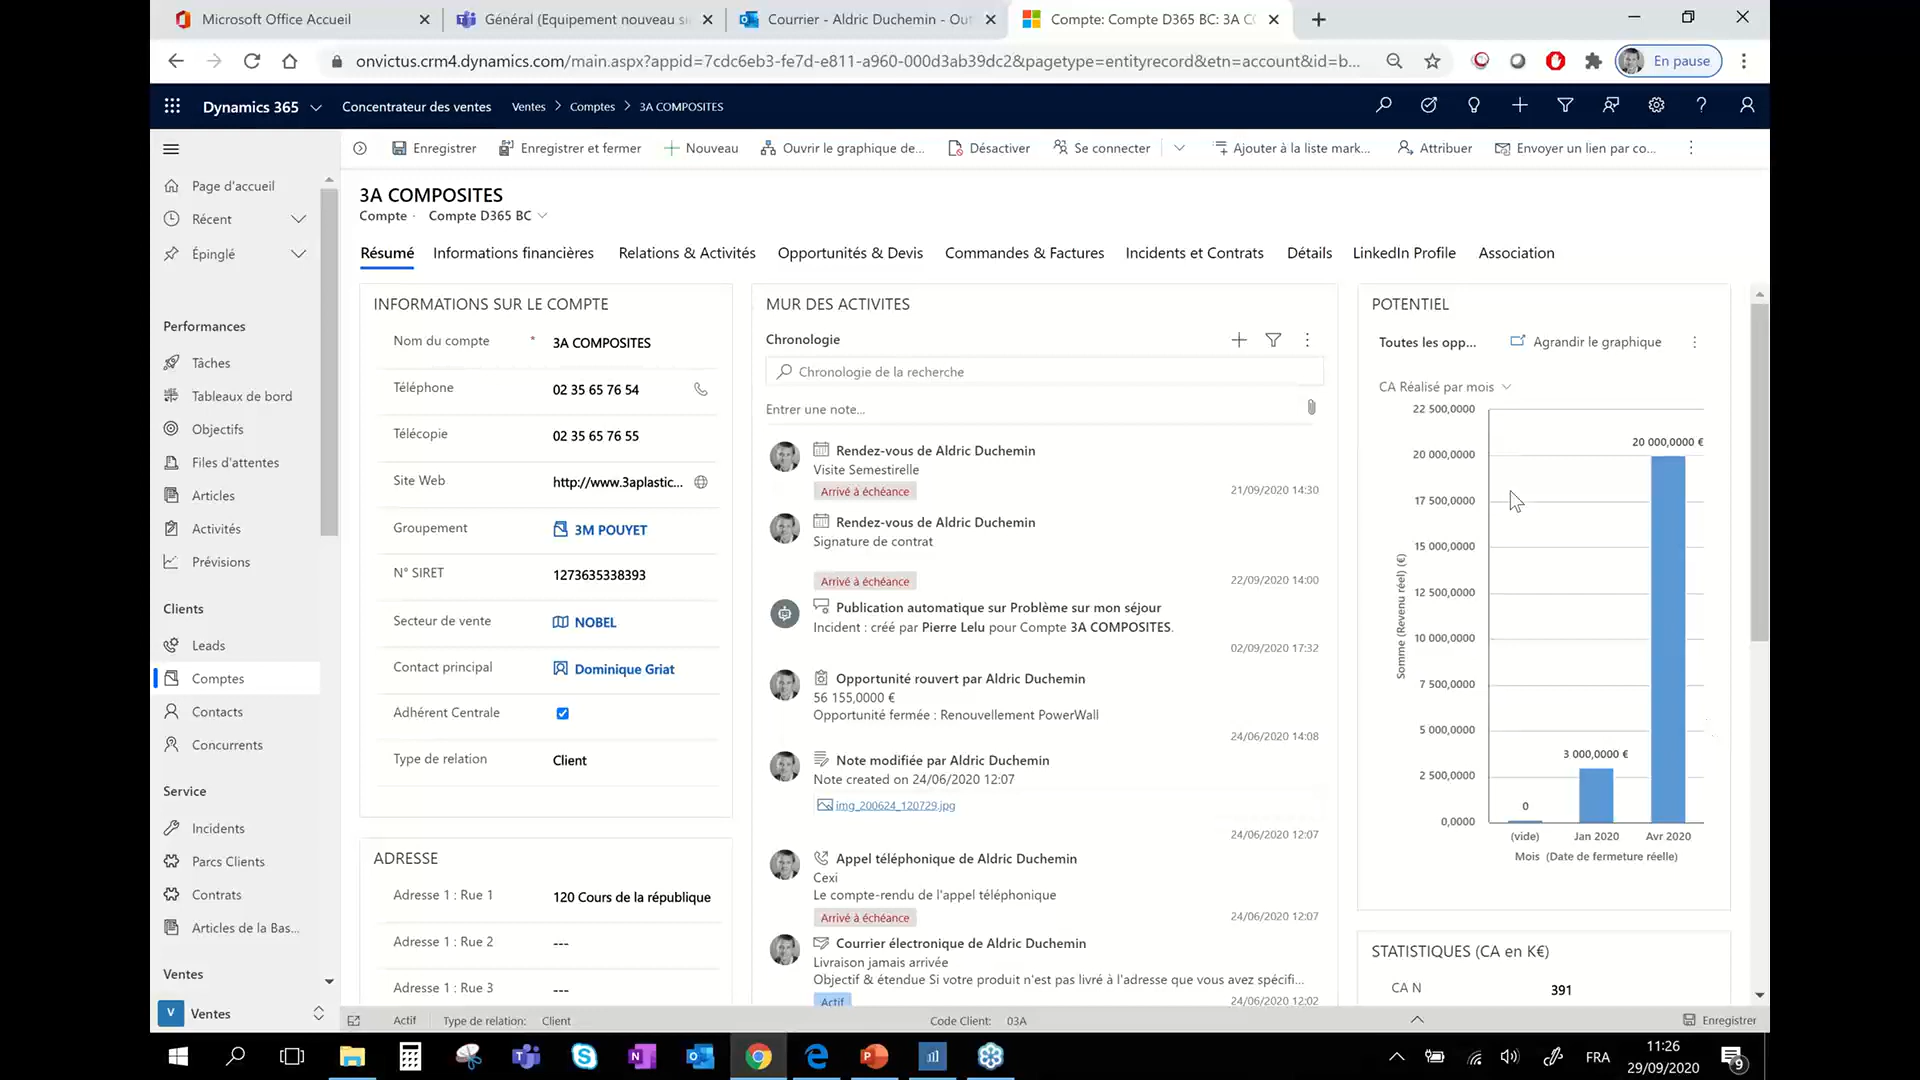 Microsoft Office Accueil
Général (Equipement nouveau si
Courrier - Aldric Duchemin - Out
Compte: Compte D365 BC: 3A CO
onvictus.crm4.dynamics.com/main.aspx?appid=7cdc6eb3-fe7d-e811-a960-000d3ab39dc2&pagetype=entityrecord&etn=account&id=b...
En pause
Dynamics 365
Concentrateur des ventes
Ventes > Comptes > 3A COMPOSITES
Enregistrer
Enregistrer et fermer
Nouveau
Ouvrir le graphique de...
Désactiver
Se connecter
Ajouter à la liste mark...
Attribuer
Envoyer un lien par co...
Page d'accueil
Récent
Épinglé
Performances
Tâches
Tableaux de bord
Objectifs
Files d'attentes
Articles
Activités
Prévisions
Clients
Leads
Comptes
Contacts
Concurrents
Service
Incidents
Parcs Clients
Contrats
Articles de la Bas...
Ventes
V Ventes
3A COMPOSITES
Compte · Compte D365 BC
Résumé
Informations financières
Relations & Activités
Opportunités & Devis
Commandes & Factures
Incidents et Contrats
Détails
LinkedIn Profile
Association
INFORMATIONS SUR LE COMPTE
Nom du compte * 3A COMPOSITES
Téléphone 02 35 65 76 54
Télécopie 02 35 65 76 55
Site Web http://www.3aplastic...
Groupement 3M POUYET
N° SIRET 1273635338393
Secteur de vente NOBEL
Contact principal Dominique Griat
Adhérent Centrale
Type de relation Client
ADRESSE
Adresse 1 : Rue 1 120 Cours de la république
Adresse 1 : Rue 2 ---
Adresse 1 : Rue 3 ---
MUR DES ACTIVITES
Chronologie
Chronologie de la recherche
Entrer une note...
Rendez-vous de Aldric Duchemin
Visite Semestirelle
Arrivé à échéance 21/09/2020 14:30
Rendez-vous de Aldric Duchemin
Signature de contrat
Arrivé à échéance 22/09/2020 14:00
Publication automatique sur Problème sur mon séjour
Incident : créé par Pierre Lelu pour Compte 3A COMPOSITES.
02/09/2020 17:32
Opportunité rouvert par Aldric Duchemin
56 155,0000 €
Opportunité fermée : Renouvellement PowerWall
24/06/2020 14:08
Note modifiée par Aldric Duchemin
Note created on 24/06/2020 12:07
img_200624_120729.jpg
24/06/2020 12:07
Appel téléphonique de Aldric Duchemin
Cexi
Le compte-rendu de l'appel téléphonique
Arrivé à échéance 24/06/2020 12:07
Courrier électronique de Aldric Duchemin
Livraison jamais arrivée
Objectif & étendue Si votre produit n'est pas livré à l'adresse que vous avez spécifi...
Actif 24/06/2020 12:02
POTENTIEL
Toutes les opp...
Agrandir le graphique
CA Réalisé par mois
Somme (Revenu réel) (€)
22 500,0000
20 000,0000
17 500,0000
15 000,0000
12 500,0000
10 000,0000
7 500,0000
5 000,0000
2 500,0000
0,0000
0
3 000,0000 €
20 000,0000 €
(vide) Jan 2020 Avr 2020
Mois (Date de fermeture réelle)
STATISTIQUES (CA en K€)
CA N 391
Actif
Type de relation: Client
Code Client: 03A
Enregistrer
FRA
11:26
29/09/2020
9